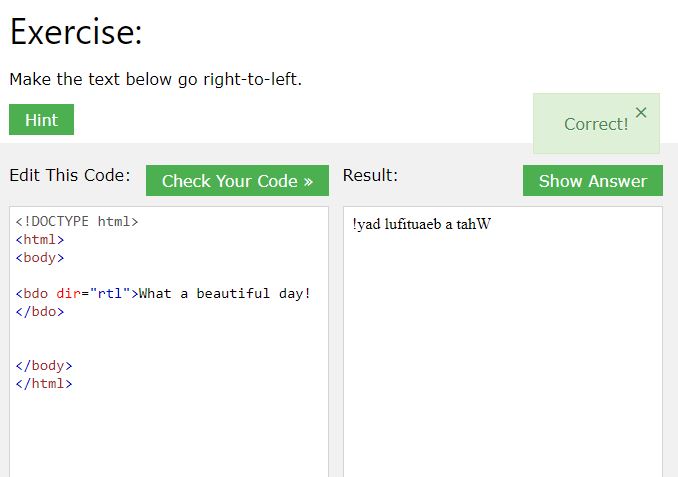 Exercise:
Make the text below go right-to-left.
Hint
Correct!
×
Edit This Code:
Check Your Code »
Result:
Show Answer
<!DOCTYPE html>
<html>
<body>
<bdo dir="rtl">What a beautiful day!
</bdo>
</body>
</html>
!yad lufituaeb a tahW